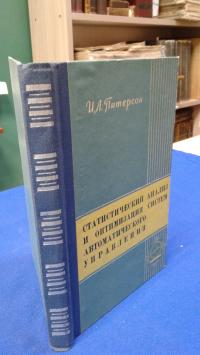 И.Л. Питерсон
СТАТИСТИЧЕСКИЙ АНАЛИЗ
И ОПТИМИЗАЦИЯ СИСТЕМ
АВТОМАТИЧЕСКОГО
УПРАВЛЕНИЯ